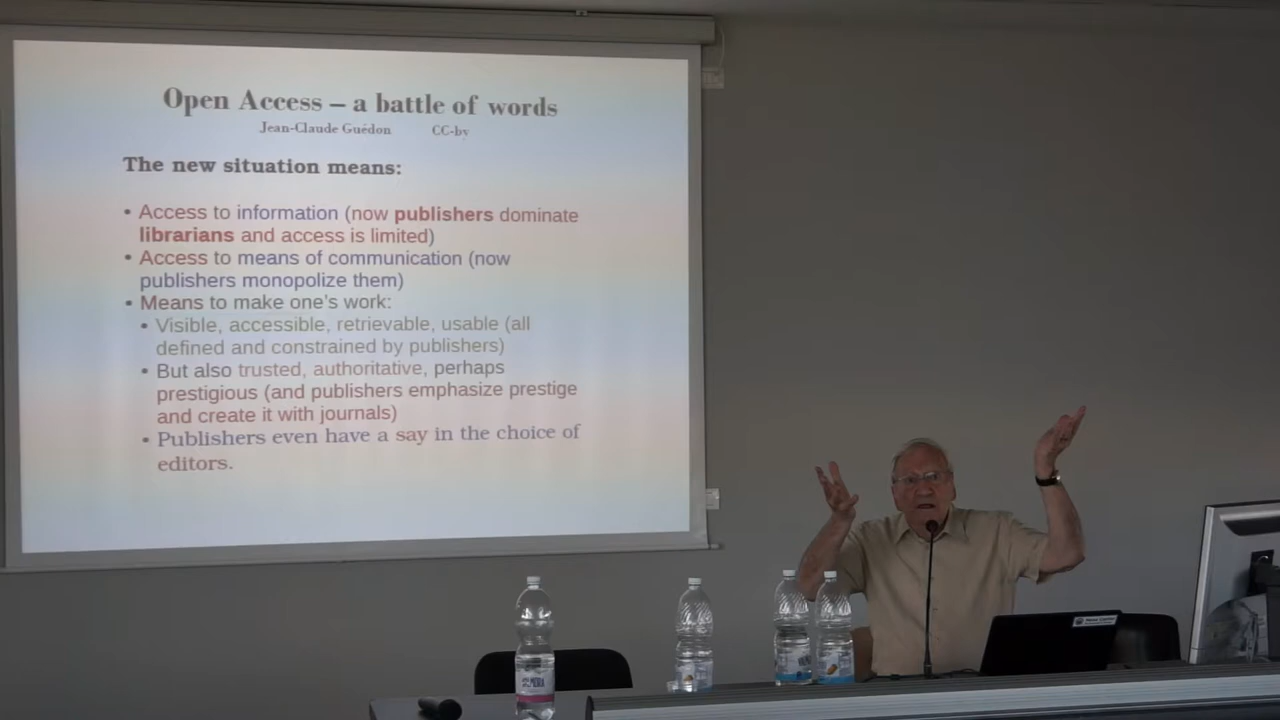 Open Access – a battle of words
Jean-Claude Guédon CC-by
The new situation means:
• Access to information (now publishers dominate
librarians and access is limited)
• Access to means of communication (now
publishers monopolize them)
• Means to make one's work:
• Visible, accessible, retrievable, usable (all
defined and constrained by publishers)
• But also trusted, authoritative, perhaps
prestigious (and publishers emphasize prestige
and create it with journals)
• Publishers even have a say in the choice of
editors.